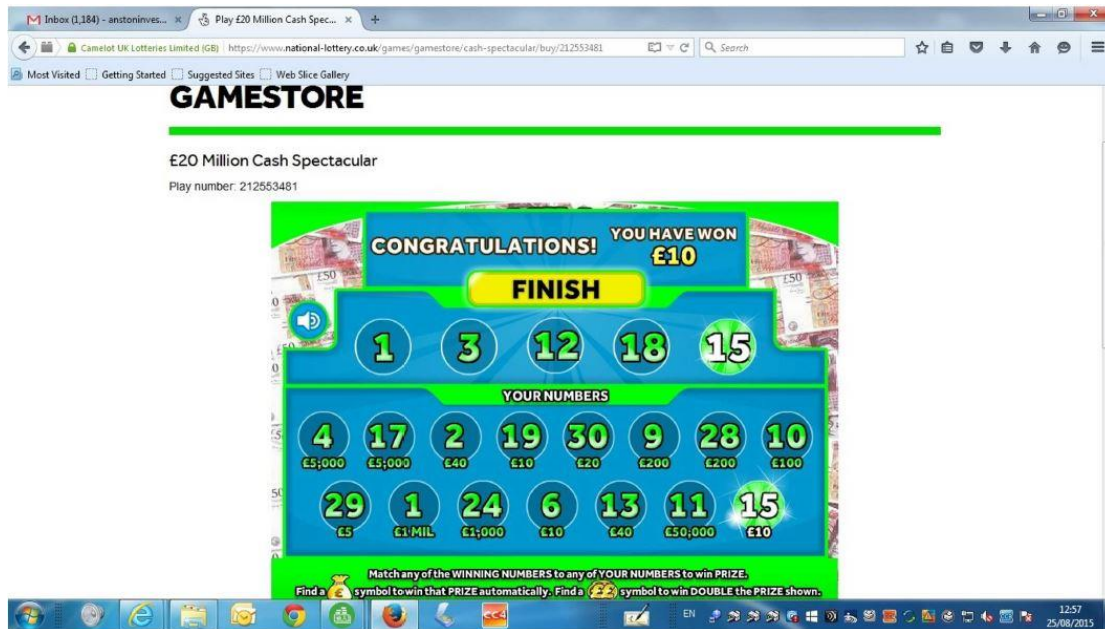 Inbox (1,184) - anstoninves... × Play £20 Million Cash Spec... × +
Camelot UK Lotteries Limited (GB) https://www.national-lottery.co.uk/games/gamestore/cash-spectacular/buy/212553481 Search
Most Visited Getting Started Suggested Sites Web Slice Gallery
GAMESTORE
£20 Million Cash Spectacular
Play number: 212553481
CONGRATULATIONS! YOU HAVE WON
£10
FINISH
1 3 12 18 15
YOUR NUMBERS
4 17 2 19 30 9 28 10
£5,000 £5,000 £40 £10 £20 £200 £200 £100
29 1 24 6 13 11 15
£5 £1 MIL £1,000 £10 £40 £50,000 £10
Match any of the WINNING NUMBERS to any of YOUR NUMBERS to win PRIZE.
Find a £ symbol to win that PRIZE automatically. Find a ££ symbol to win DOUBLE the PRIZE shown.
EN 12:57
25/08/2015